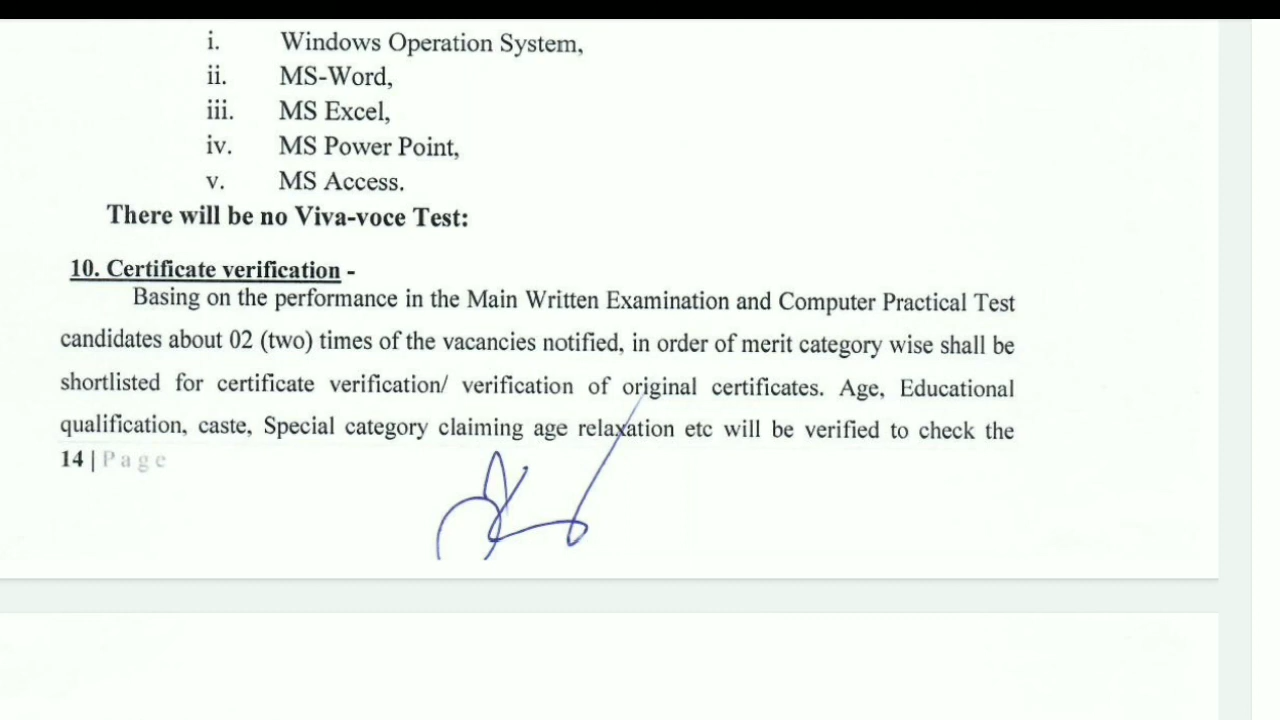 i. Windows Operation System,
ii. MS-Word,
iii. MS Excel,
iv. MS Power Point,
v. MS Access.
There will be no Viva-voce Test:
10. Certificate verification -
Basing on the performance in the Main Written Examination and Computer Practical Test
candidates about 02 (two) times of the vacancies notified, in order of merit category wise shall be
shortlisted for certificate verification/ verification of original certificates. Age, Educational
qualification, caste, Special category claiming age relaxation etc will be verified to check the
14 | Page